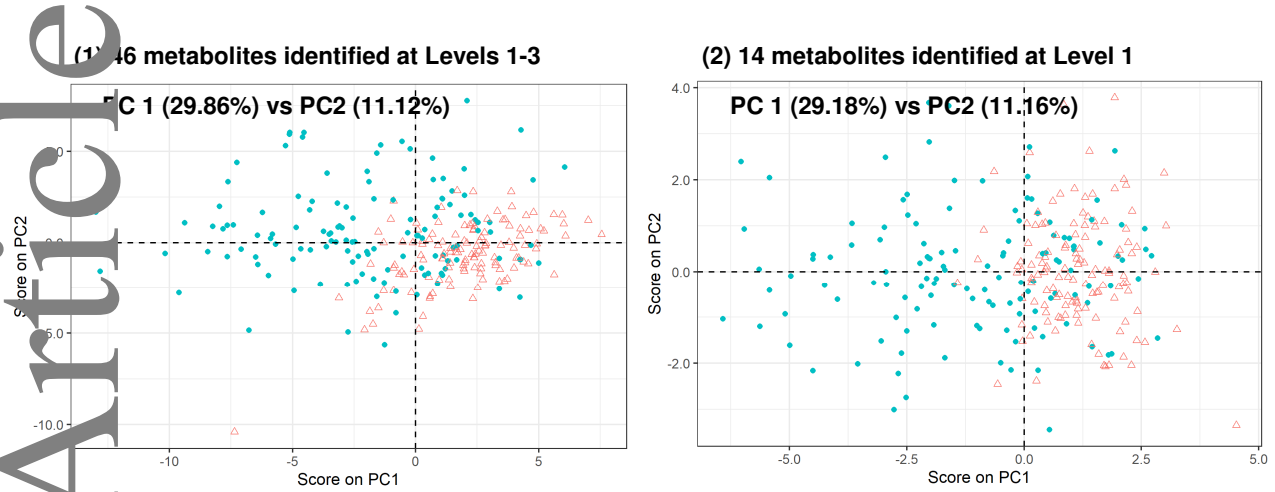 (1) 46 metabolites identified at Levels 1-3
PC 1 (29.86%) vs PC2 (11.12%)
Score on PC2
-10.0
-10
-5
0
5
Score on PC1
(2) 14 metabolites identified at Level 1
PC 1 (29.18%) vs PC2 (11.16%)
Score on PC2
4.0
2.0
0.0
-2.0
-5.0
-2.5
0.0
2.5
5.0
Score on PC1
Article